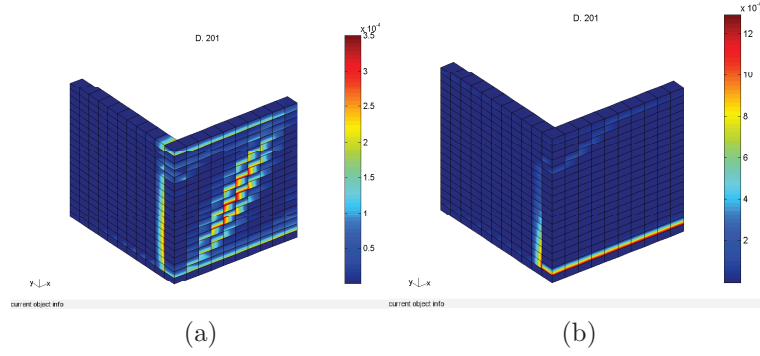 D. 201
3.5
x 10⁻⁴
3
2.5
2
1.5
1
0.5
y x
current object info
(a)
D. 201
x 10⁻⁴
12
10
8
6
4
2
y x
current object info
(b)